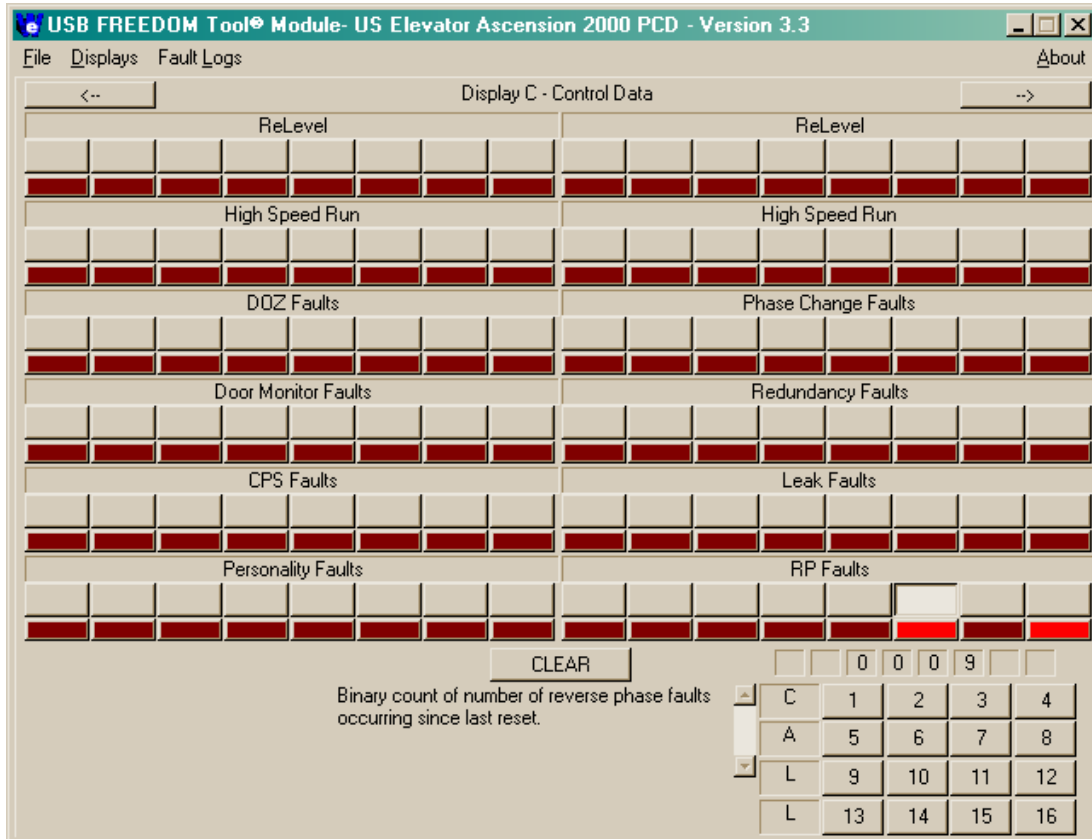 USB FREEDOM Tool® Module- US Elevator Ascension 2000 PCD - Version 3.3
File Displays Fault Logs About
<-- Display C - Control Data -->
ReLevel ReLevel
High Speed Run High Speed Run
DOZ Faults Phase Change Faults
Door Monitor Faults Redundancy Faults
CPS Faults Leak Faults
Personality Faults RP Faults
CLEAR 0 0 0 9
Binary count of number of reverse phase faults
occurring since last reset.
C 1 2 3 4
A 5 6 7 8
L 9 10 11 12
L 13 14 15 16